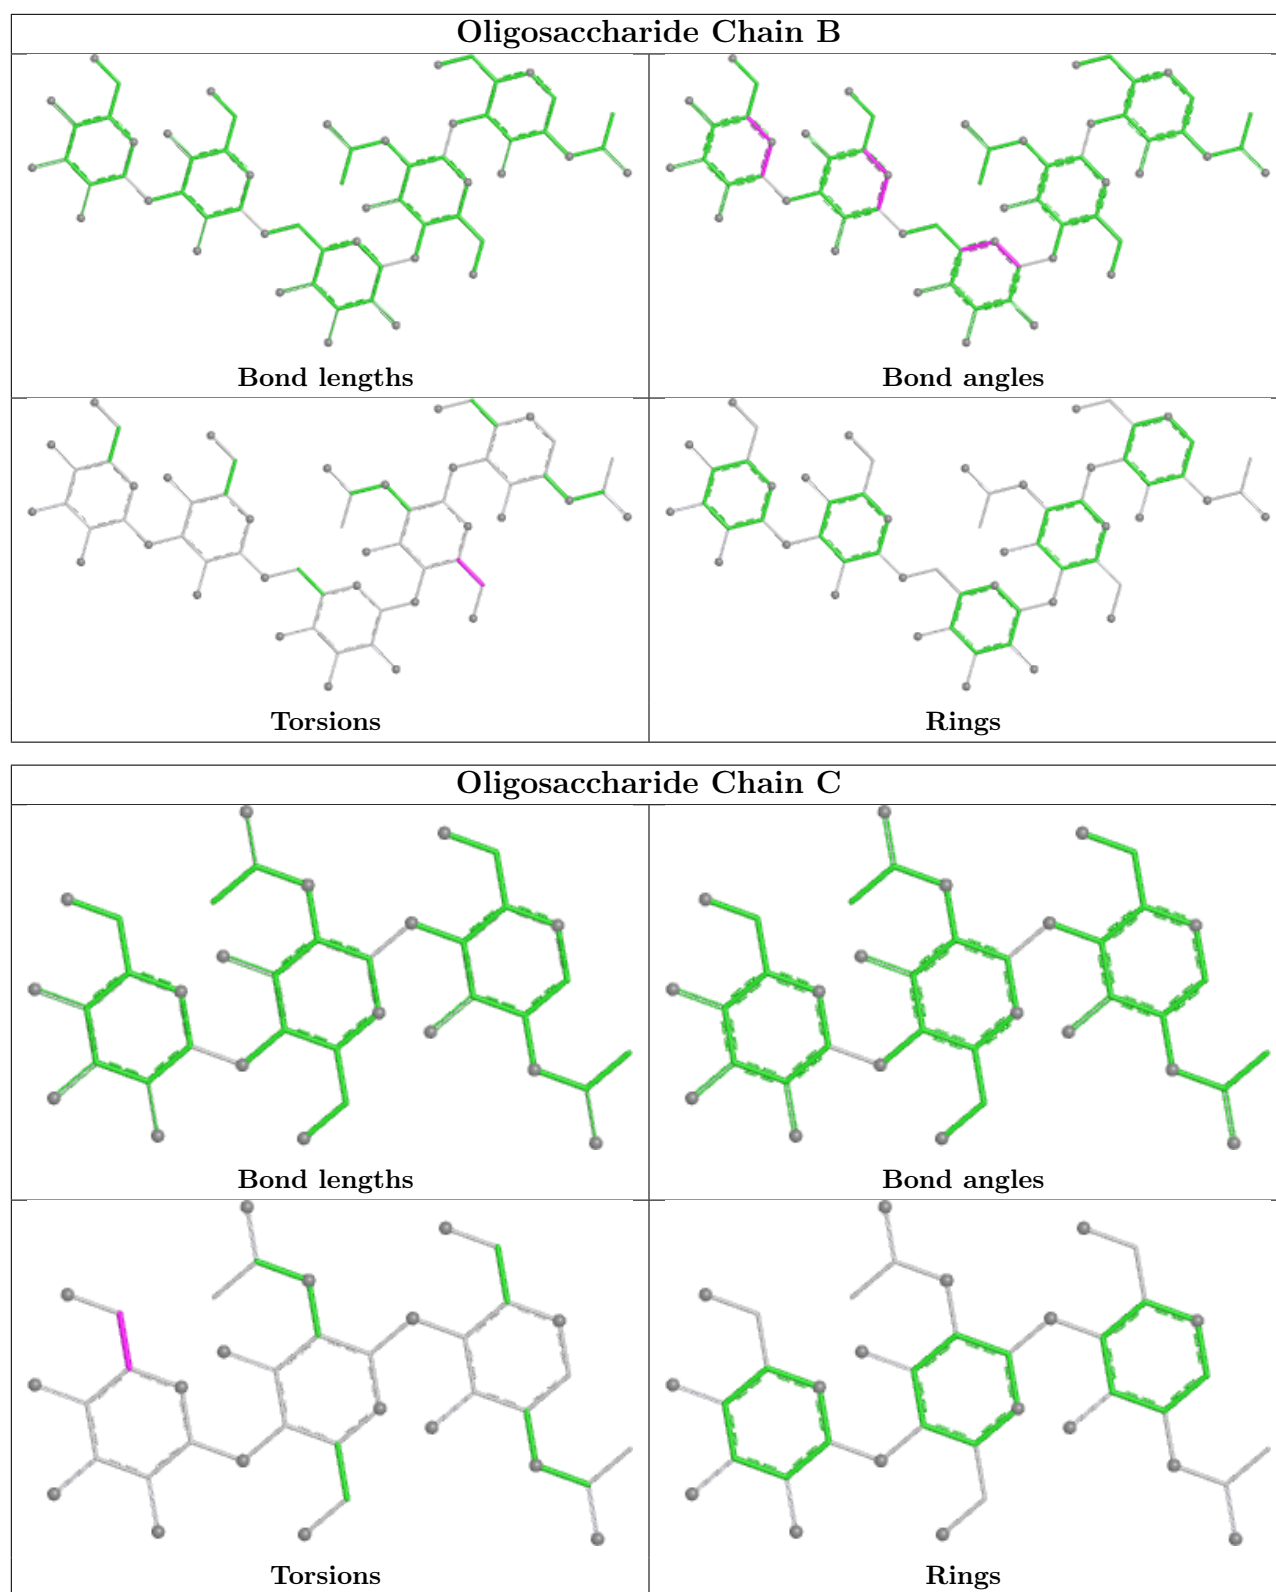 Oligosaccharide Chain B
Bond lengths
Bond angles
Torsions
Rings
Oligosaccharide Chain C
Bond lengths
Bond angles
Torsions
Rings